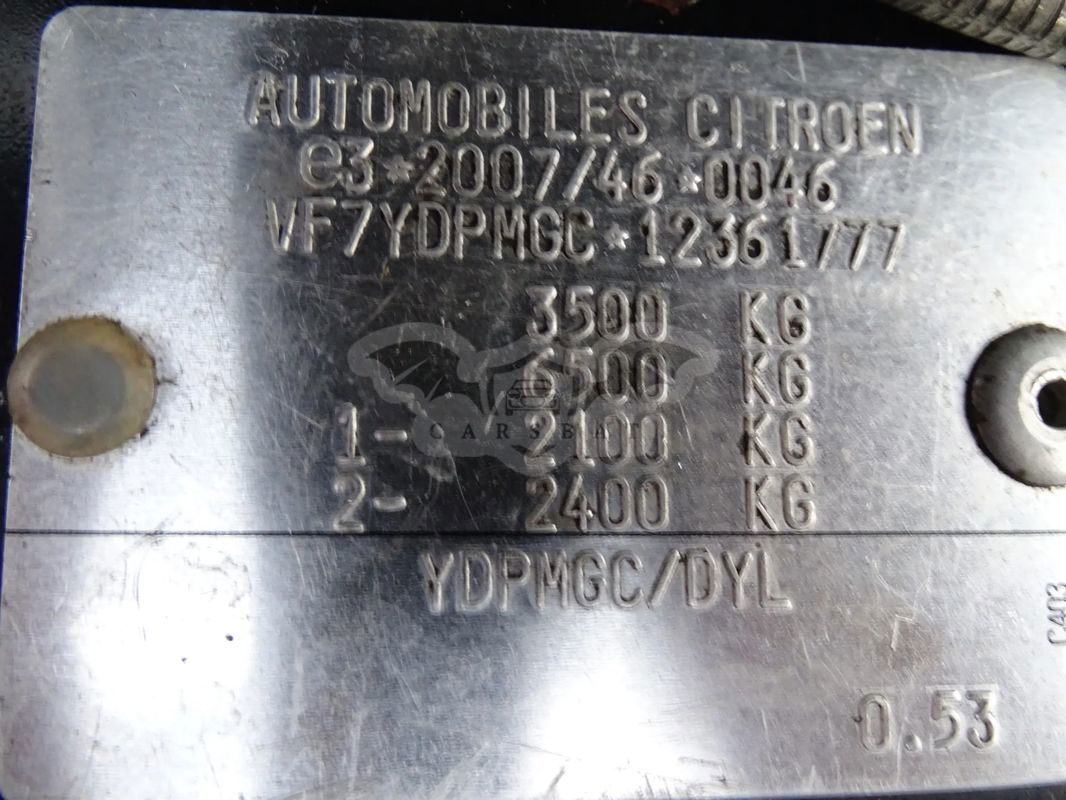 AUTOMOBILES CITROEN
e3*2007/46*0046
VF7YDPMGC*12361777
3500 KG
6500 KG
1- 2100 KG
2- 2400 KG
CARSBAT
YDPMGC/DYL
C403
0.53